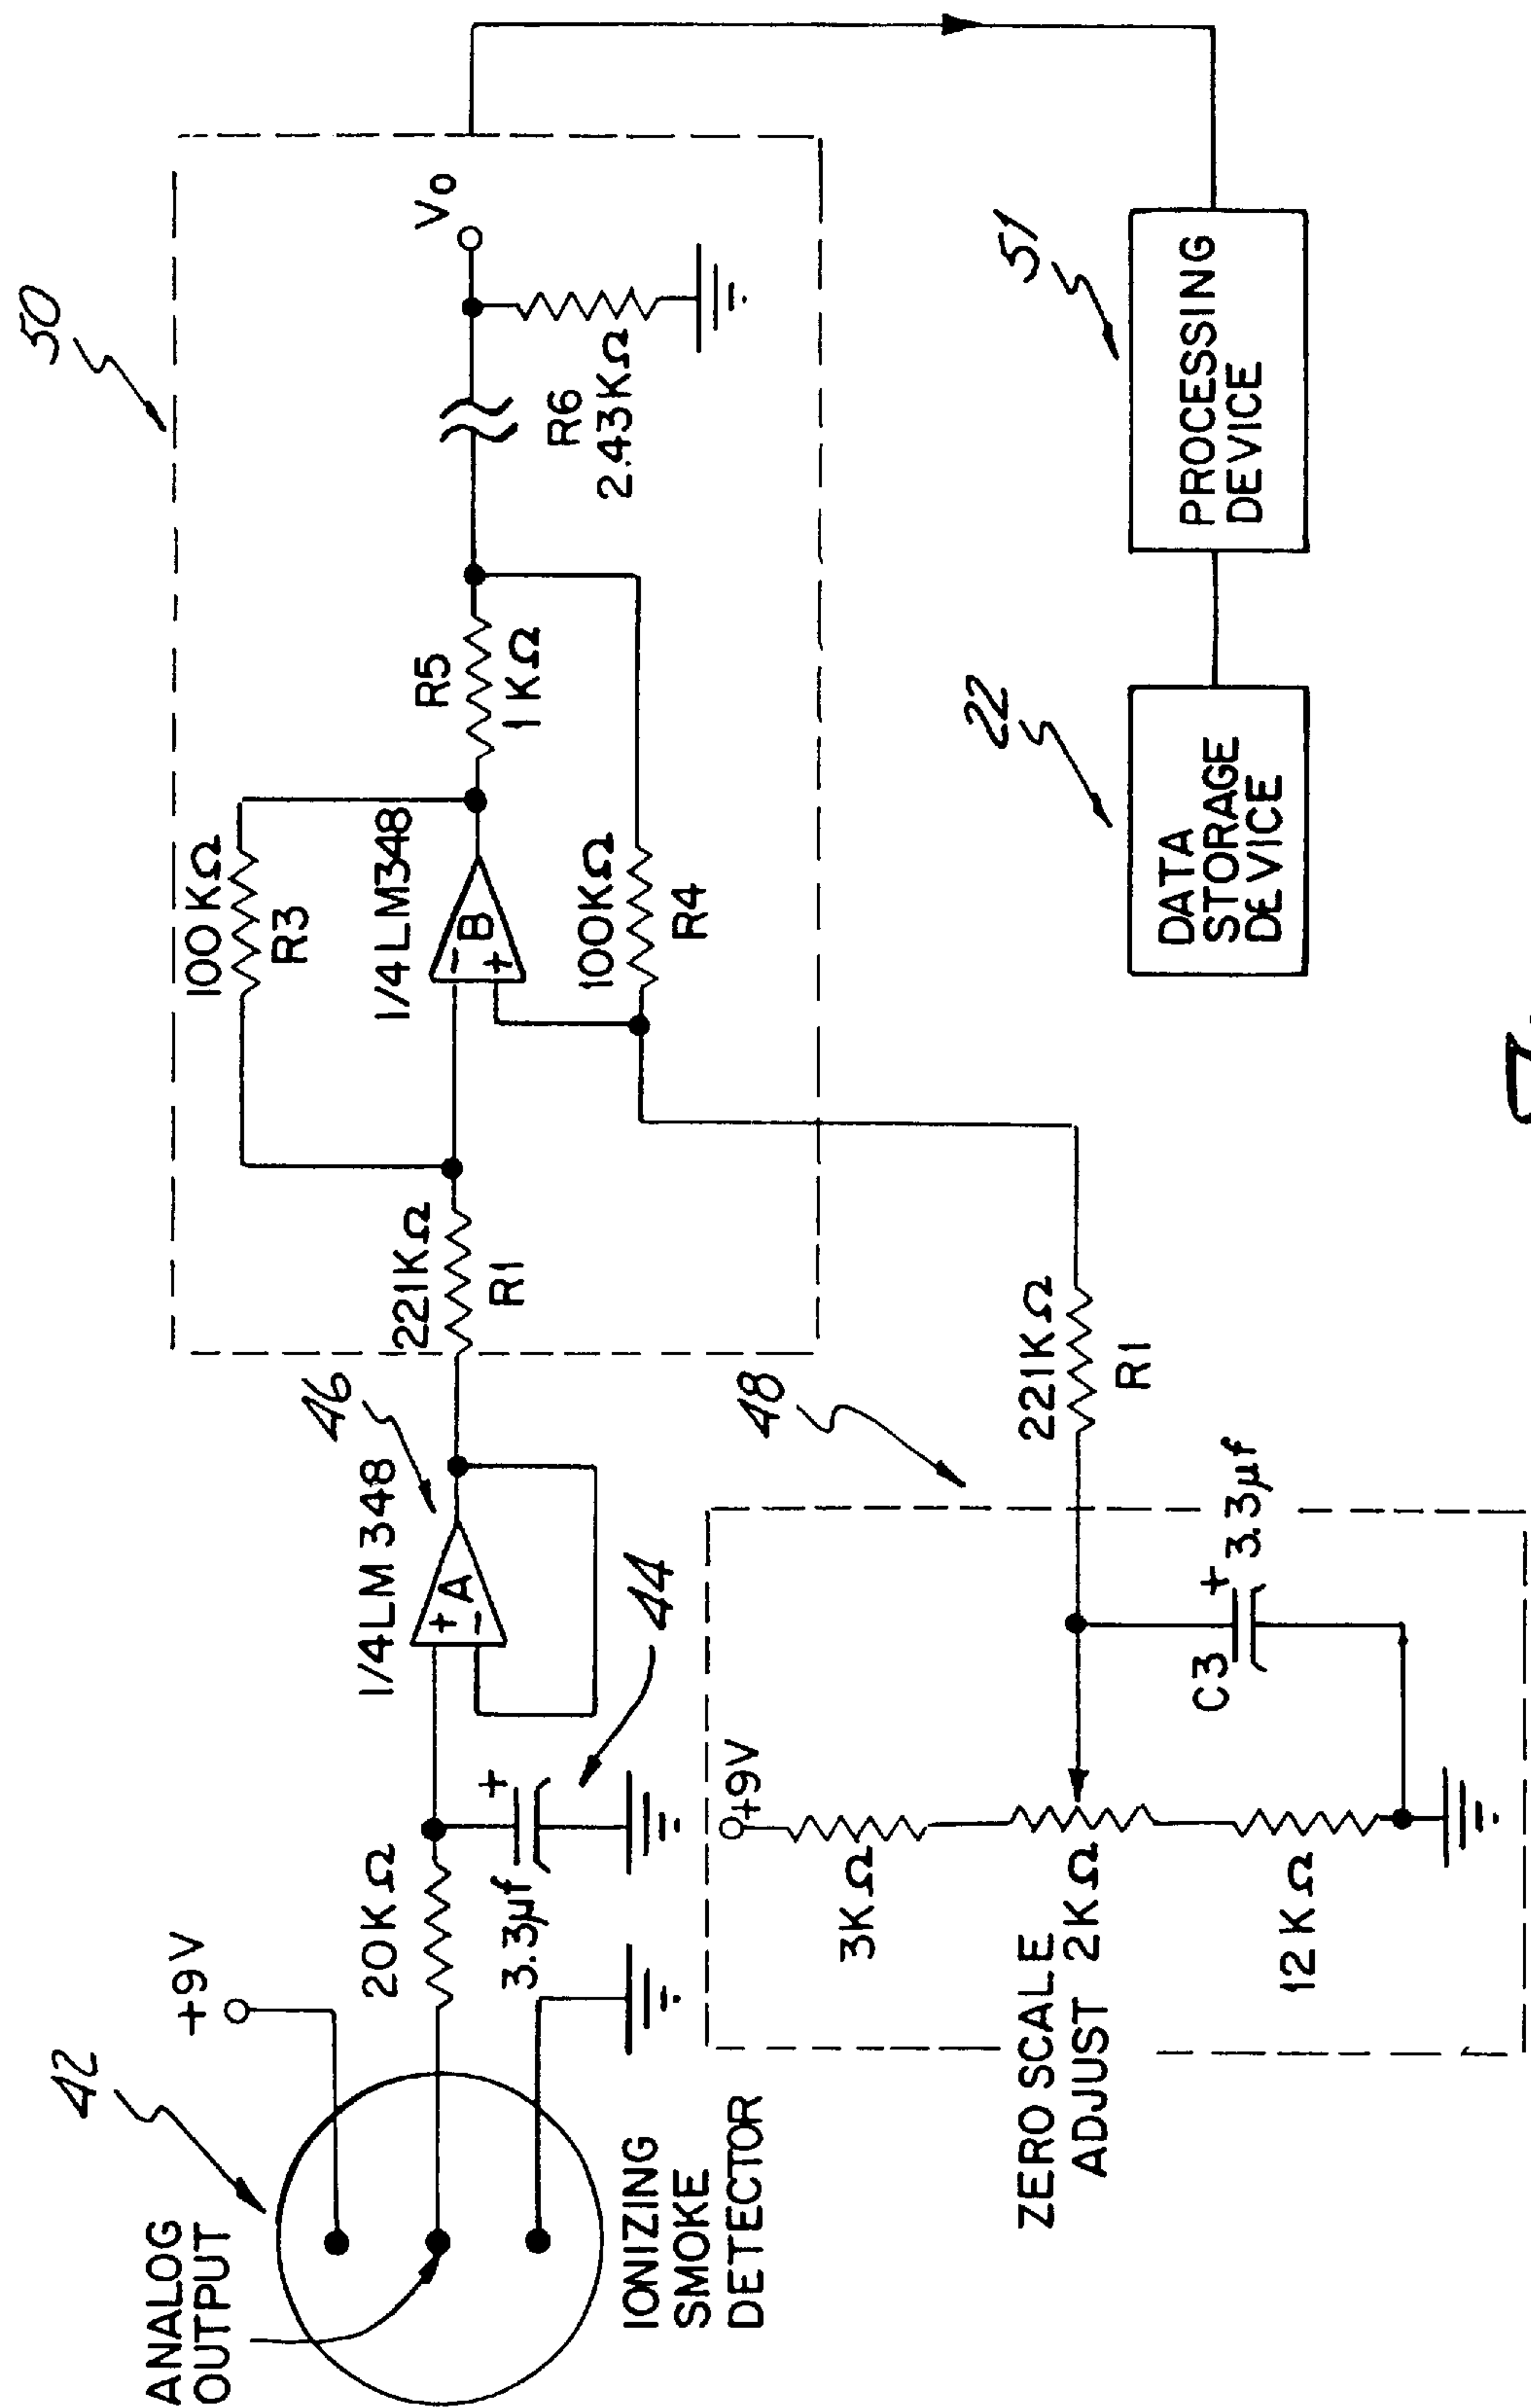 50
100KΩ
R3
1/4LM348
B
-
+
221KΩ
R1
R5
1KΩ
100KΩ
R4
Vo
R6
2.43KΩ
46
1/4LM 348
A
+
-
42
ANALOG
OUTPUT
+9V
20KΩ
+
3.3μf
44
IONIZING
SMOKE
DETECTOR
48
221KΩ
R1
+9V
3KΩ
ZERO SCALE
ADJUST 2KΩ
12KΩ
C3
+
3.3μf
22
DATA
STORAGE
DEVICE
51
PROCESSING
DEVICE